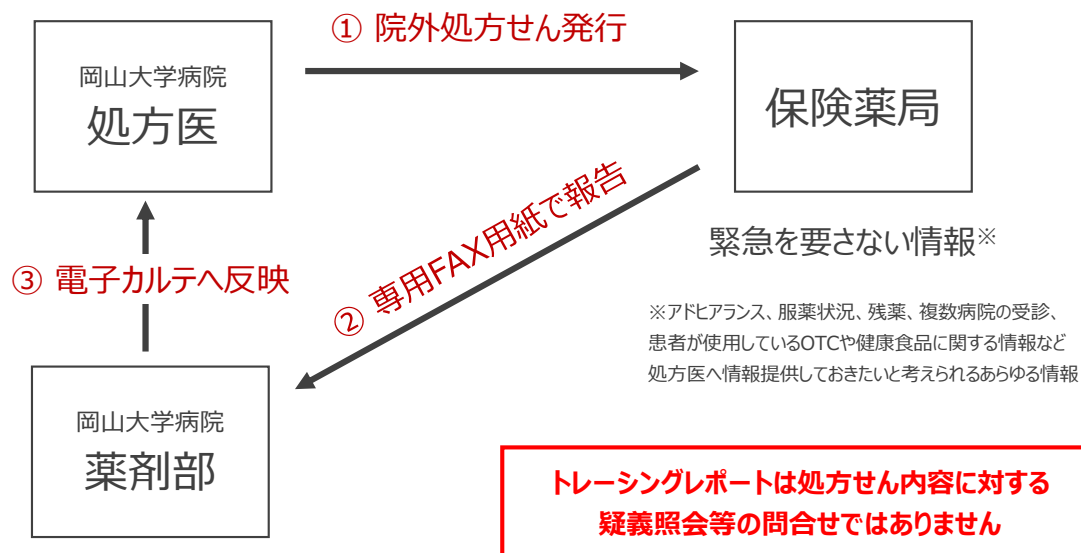 ① 院外処方せん発行
岡山大学病院
処方医
保険薬局
② 専用FAX用紙で報告
緊急を要さない情報※
③ 電子カルテへ反映
※アドヒアランス、服薬状況、残薬、複数病院の受診、
患者が使用しているOTCや健康食品に関する情報など
処方医へ情報提供しておきたいと考えられるあらゆる情報
岡山大学病院
薬剤部
トレーシングレポートは処方せん内容に対する
疑義照会等の問合せではありません